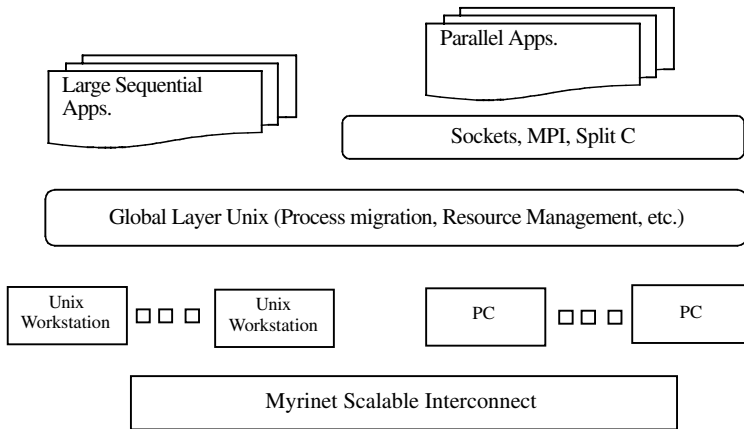 Parallel Apps.
Large Sequential
Apps.
Sockets, MPI, Split C
Global Layer Unix (Process migration, Resource Management, etc.)
Unix
Workstation
Unix
Workstation
PC
PC
Myrinet Scalable Interconnect